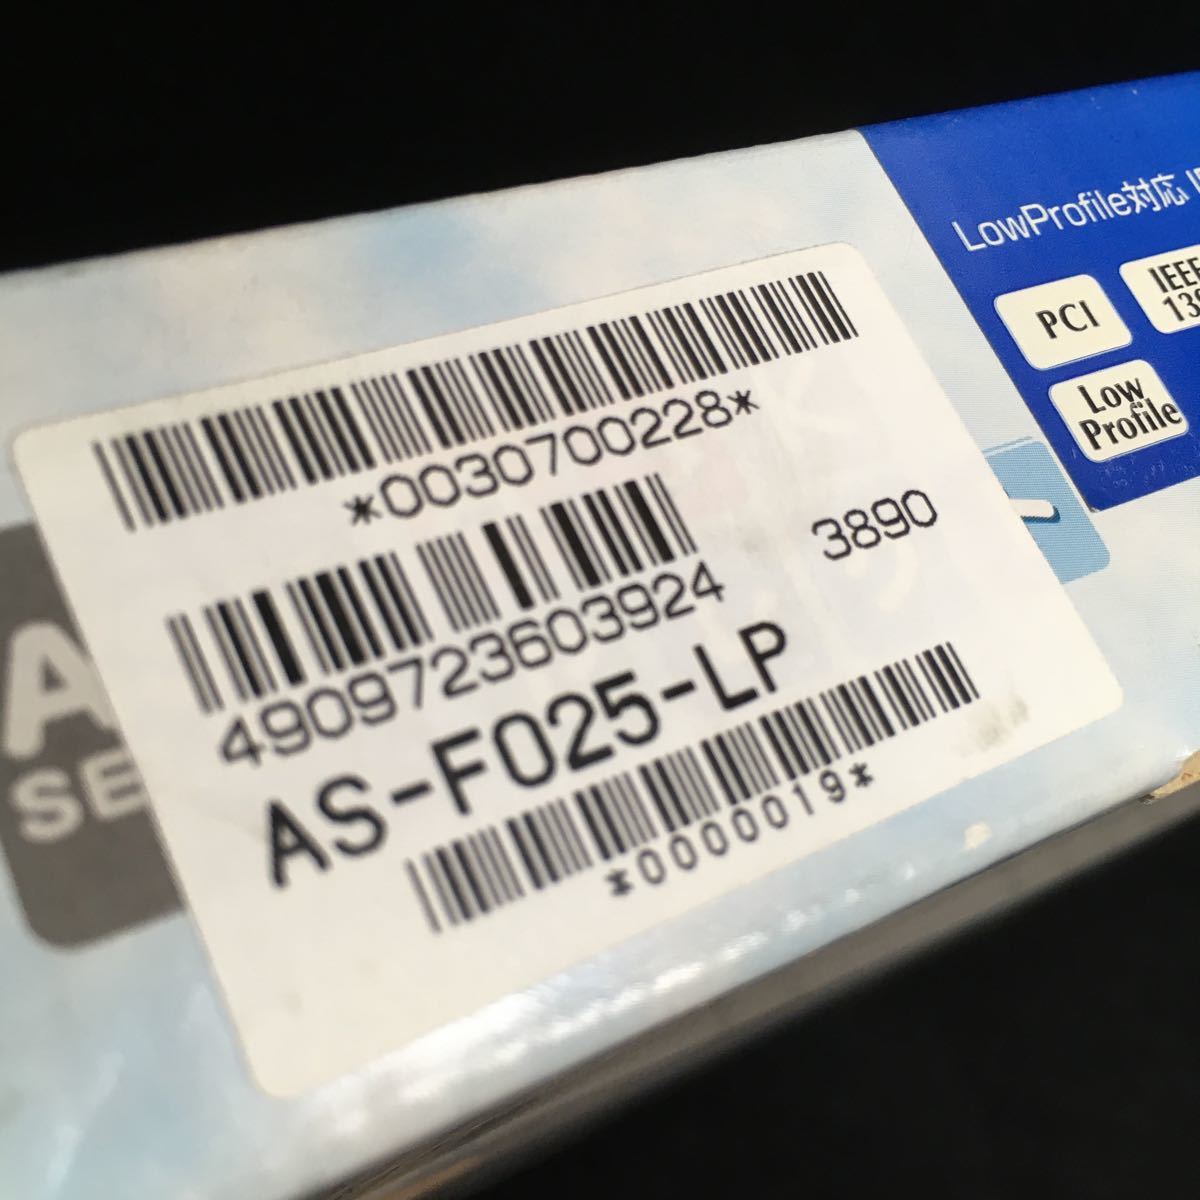 LowProfile対応
PCI
IEEE
Low
Profile
*0030700228*
4909723603924
3890
AS-F025-LP
*0000019*